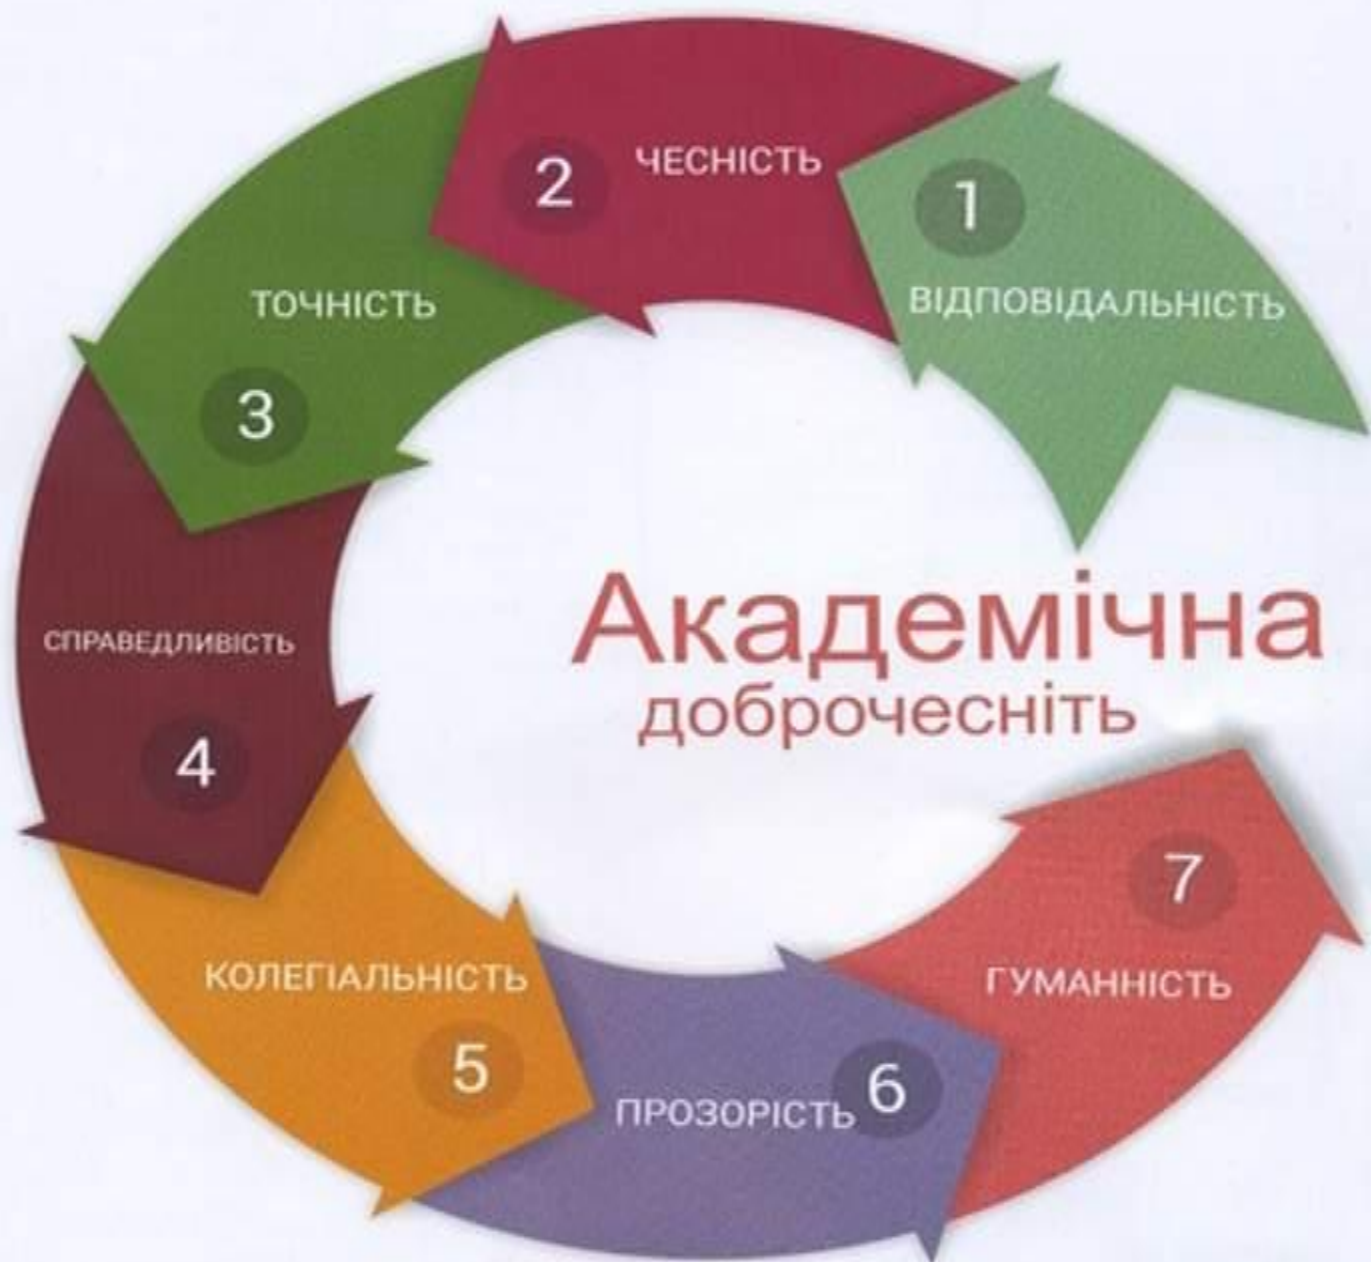 1
ВІДПОВІДАЛЬНІСТЬ
2
ЧЕСНІСТЬ
ТОЧНІСТЬ
3
СПРАВЕДЛИВІСТЬ
4
КОЛЕГІАЛЬНІСТЬ
5
ПРОЗОРІСТЬ
6
7
ГУМАННІСТЬ
Академічна
доброчесніть